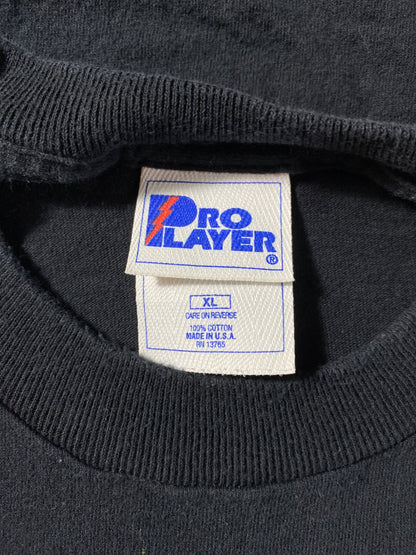 PRO
PLAYER®
XL
CARE ON REVERSE
100% COTTON
MADE IN U.S.A.
RN 13765